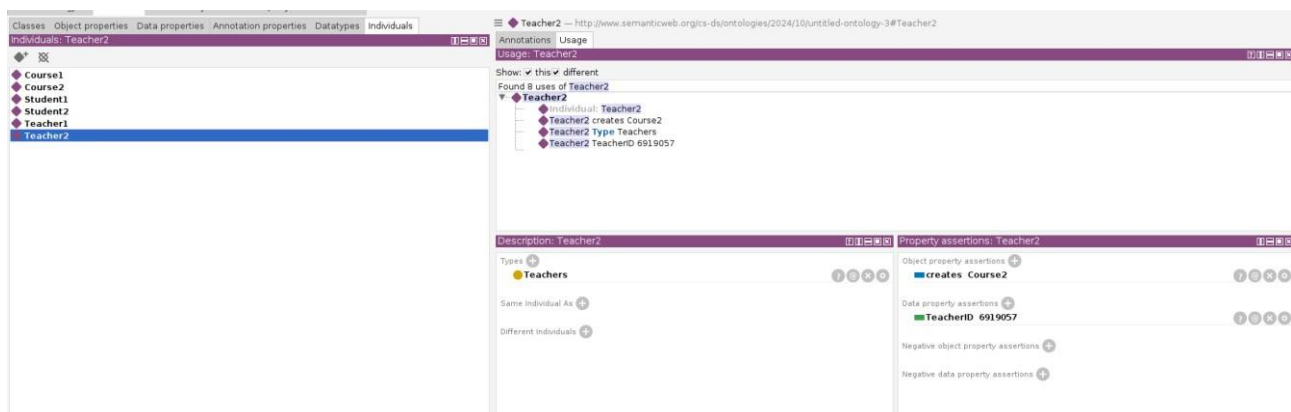 Classes Object properties Data properties Annotation properties Datatypes Individuals
Individuals: Teacher2
Course1
Course2
Student1
Student2
Teacher1
Teacher2
Teacher2 — http://www.semanticweb.org/cs-ds/ontologies/2024/10/untitled-ontology-3#Teacher2
Annotations Usage
Usage: Teacher2
Show: this different
Found 8 uses of Teacher2
Teacher2
Individual: Teacher2
Teacher2 creates Course2
Teacher2 Type Teachers
Teacher2 TeacherID 6919057
Description: Teacher2
Types
Teachers
Same Individual As
Different Individuals
Property assertions: Teacher2
Object property assertions
creates Course2
Data property assertions
TeacherID 6919057
Negative object property assertions
Negative data property assertions